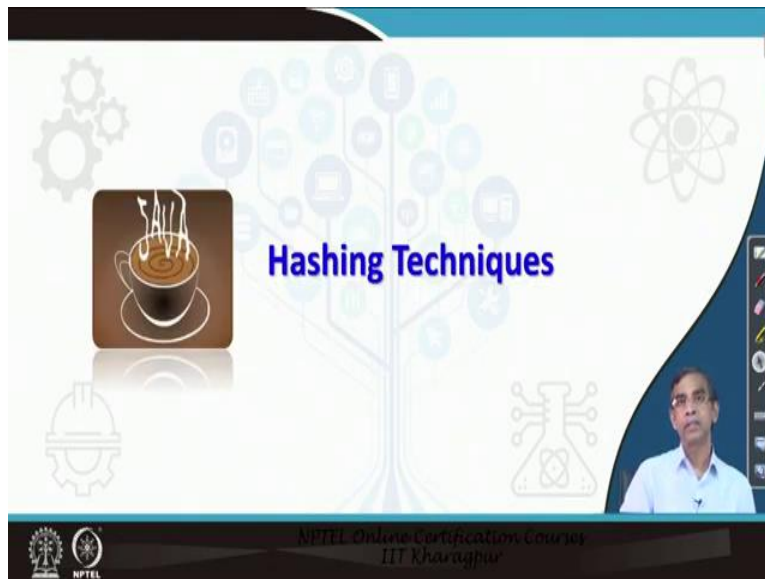 JAVA
Hashing Techniques
NPTEL Online Certification Courses
IIT Kharagpur
NPTEL